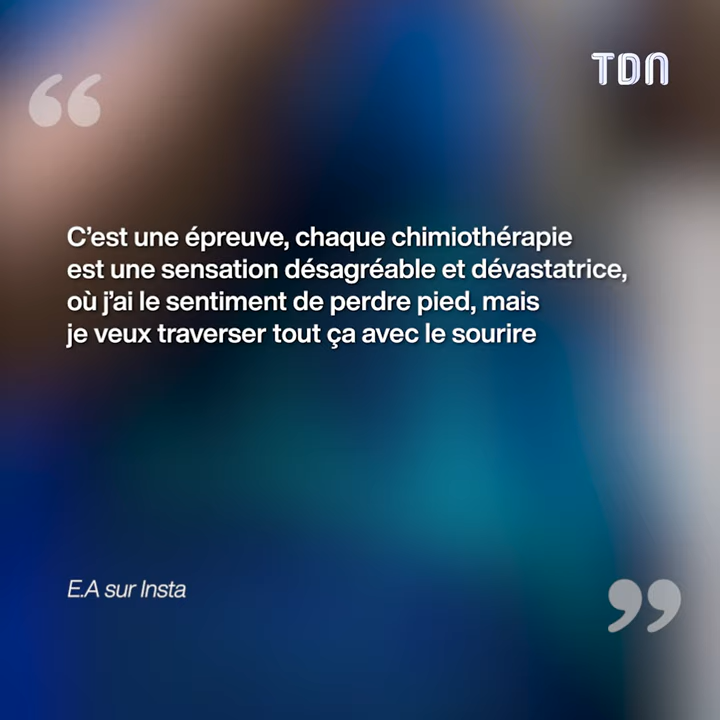 TDN
“
C’est une épreuve, chaque chimiothérapie
est une sensation désagréable et dévastatrice,
où j’ai le sentiment de perdre pied, mais
je veux traverser tout ça avec le sourire
E.A sur Insta
”